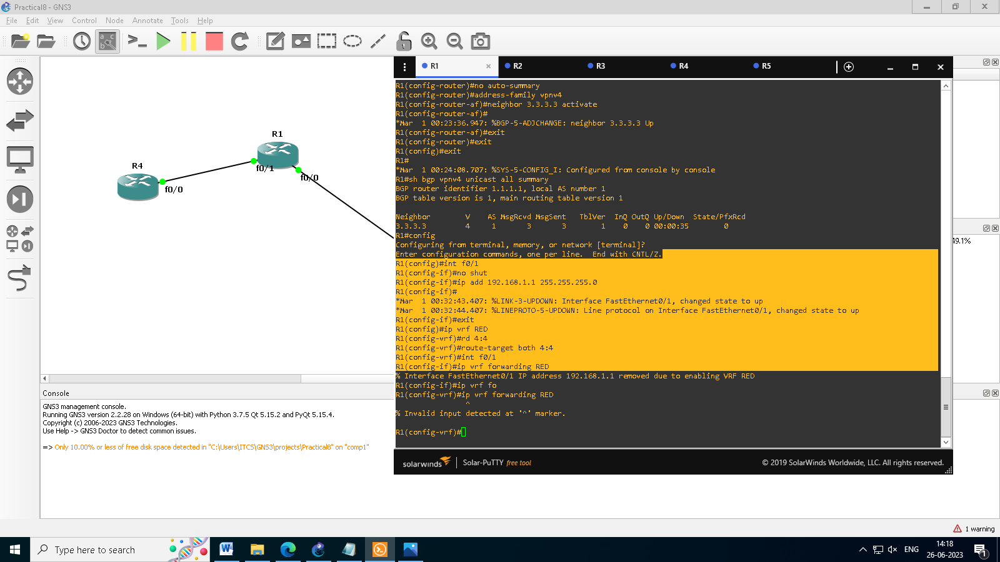 Practical8 - GNS3
File Edit View Control Node Annotate Tools Help
R1
R4
f0/1
f0/0
f0/0
R1 R2 R3 R4 R5
R1(config-router)#no auto-summary
R1(config-router)#address-family vpnv4
R1(config-router-af)#neighbor 3.3.3.3 activate
R1(config-router-af)#
*Mar  1 00:23:36.947: %BGP-5-ADJCHANGE: neighbor 3.3.3.3 Up
R1(config-router-af)#exit
R1(config-router)#exit
R1(config)#exit
R1#
*Mar  1 00:24:08.707: %SYS-5-CONFIG_I: Configured from console by console
R1#sh bgp vpnv4 unicast all summary
BGP router identifier 1.1.1.1, local AS number 1
BGP table version is 1, main routing table version 1
Neighbor        V    AS MsgRcvd MsgSent   TblVer  InQ OutQ Up/Down  State/PfxRcd
3.3.3.3         4     1       3       3        1    0    0 00:00:35        0
R1#config
Configuring from terminal, memory, or network [terminal]?
Enter configuration commands, one per line.  End with CNTL/Z.
R1(config)#int f0/1
R1(config-if)#no shut
R1(config-if)#ip add 192.168.1.1 255.255.255.0
R1(config-if)#
*Mar  1 00:32:43.407: %LINK-3-UPDOWN: Interface FastEthernet0/1, changed state to up
*Mar  1 00:32:44.407: %LINEPROTO-5-UPDOWN: Line protocol on Interface FastEthernet0/1, changed state to up
R1(config-if)#exit
R1(config)#ip vrf RED
R1(config-vrf)#rd 4:4
R1(config-vrf)#route-target both 4:4
R1(config-vrf)#int f0/1
R1(config-if)#ip vrf forwarding RED
% Interface FastEthernet0/1 IP address 192.168.1.1 removed due to enabling VRF RED
R1(config-if)#ip vrf fo
R1(config-vrf)#ip vrf forwarding RED
^
% Invalid input detected at '^' marker.
R1(config-vrf)#
solarwinds | Solar-PuTTY free tool
© 2019 SolarWinds Worldwide, LLC. All rights reserved.
49.1%
Console
GNS3 management console.
Running GNS3 version 2.2.28 on Windows (64-bit) with Python 3.7.5 Qt 5.15.2 and PyQt 5.15.4.
Copyright (c) 2006-2023 GNS3 Technologies.
Use Help -> GNS3 Doctor to detect common issues.
=> Only 10.00% or less of free disk space detected in "C:\Users\ITCS\GNS3\projects\Practical8" on "comp1"
1 warning
Type here to search
ENG
14:18
26-06-2023
1